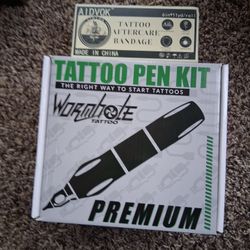 AIDVOK
TATTOO
AFTERCARE
BANDAGE
MADE IN CHINA
TATTOO PEN KIT
THE RIGHT WAY TO START TATTOOS
Wormhole
TATTOO
PREMIUM